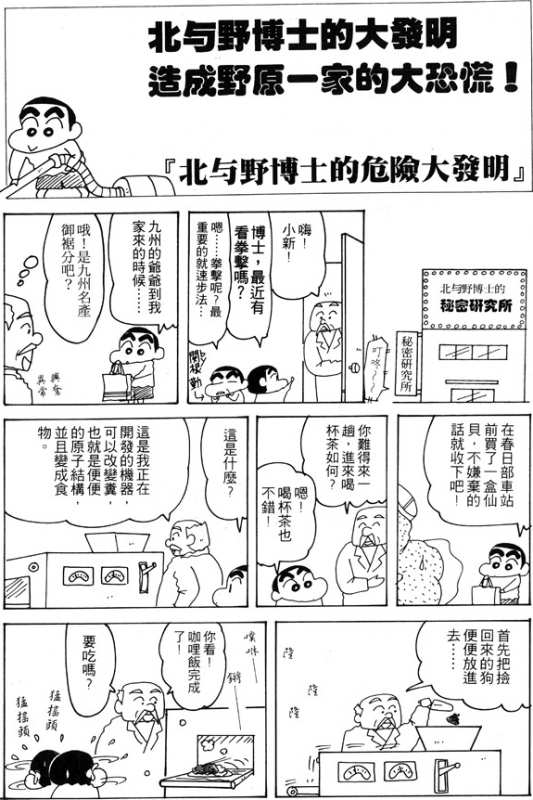 北与野博士的大發明
造成野原一家的大恐慌!
『北与野博士的危險大發明』
北与野博士的
秘密研究所
秘密研究所
叮咚~
嗨!
小新!
博士,最近有
看拳擊嗎?
嗯……拳擊呢?最
重要的就速步法…
九州的爺爺到我
家來的時候……
哦!是九州名產
御裾分吧?
興奮
異常
在春日部車站
前買了一盒仙
貝,不嫌棄的
話就收下吧!
你難得來一
趟,進來喝
杯茶如何?
嗯!
喝杯茶也
不錯!
這是什麼?
這是我正在
開發的機器,
可以改變糞,
也就是便便
的原子結構,
並且變成食
物。
首先把撿
回來的狗
便便放進
去……
隆
隆
隆
噗咻
鏘
你看!
咖哩飯完成
了!
要吃嗎?
猛搖頭
猛搖頭